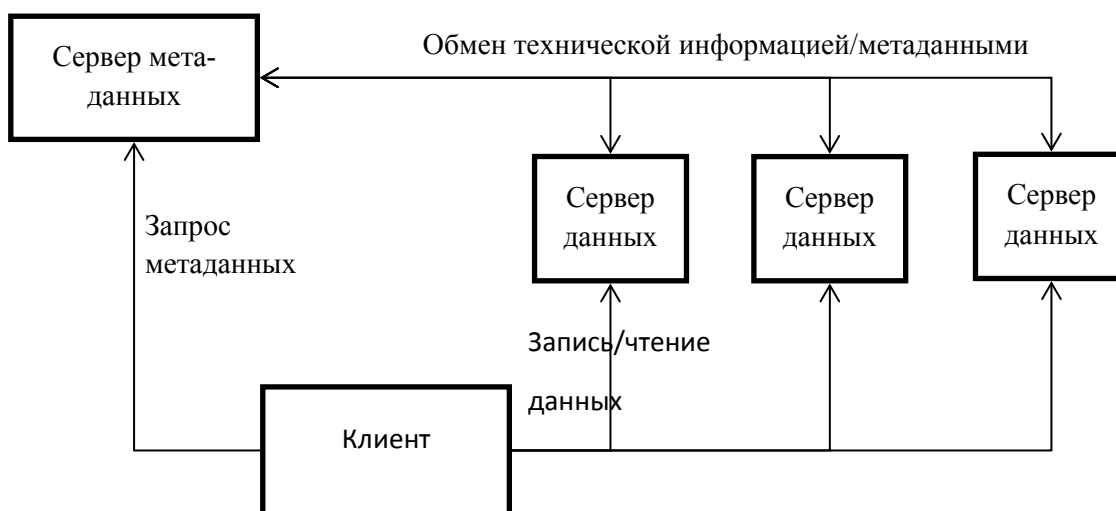 Сервер мета-
данных
Обмен технической информацией/метаданными
Сервер
данных
Сервер
данных
Сервер
данных
Запрос
метаданных
Запись/чтение
данных
Клиент